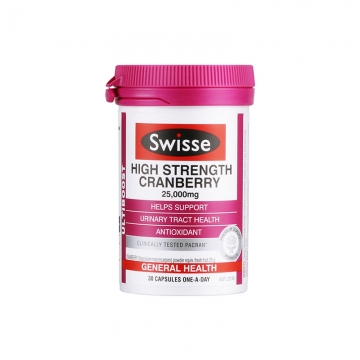 Swisse
ULTIBOOST
HIGH STRENGTH
CRANBERRY
25,000mg
HELPS SUPPORT
URINARY TRACT HEALTH
ANTIOXIDANT
CLINICALLY TESTED PACRAN
GENERAL HEALTH
30 CAPSULES ONE-A-DAY